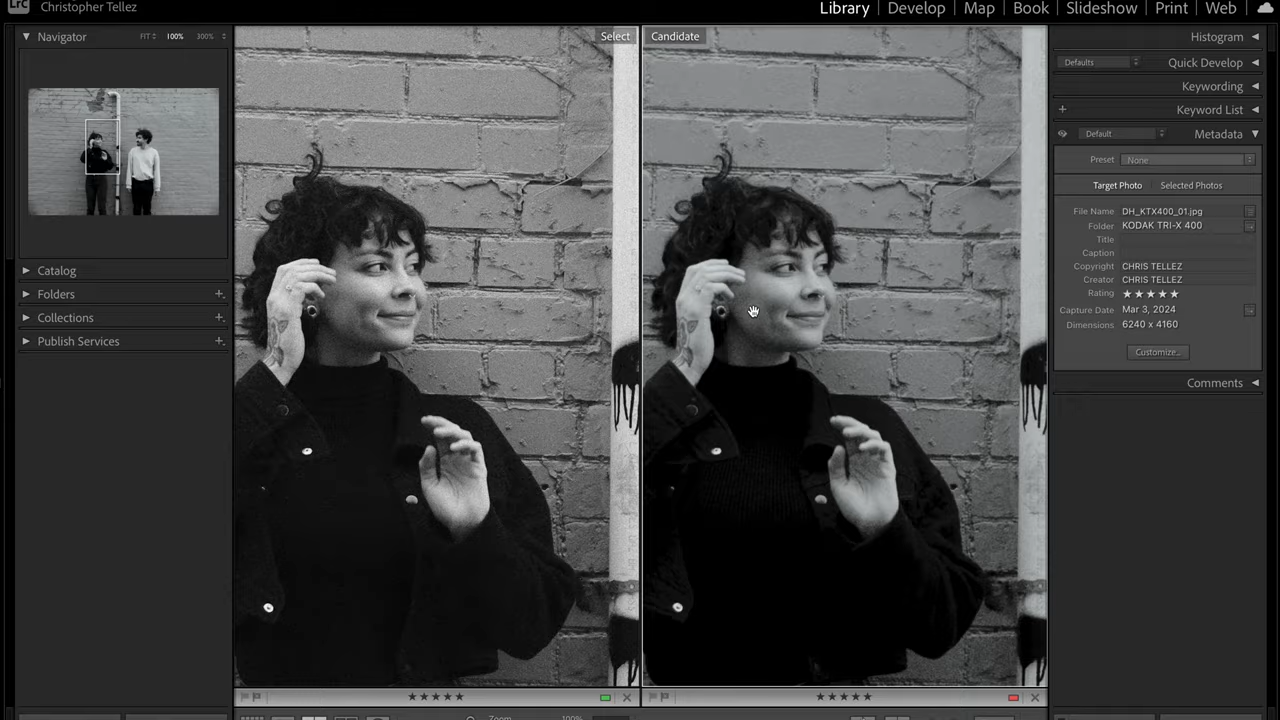 LrC
Christopher Tellez
Library | Develop | Map | Book | Slideshow | Print | Web
Navigator
FIT
100%
300%
Catalog
Folders
Collections
Publish Services
Select
Candidate
Histogram
Defaults
Quick Develop
Keywording
Keyword List
Default
Metadata
Preset None
Target Photo Selected Photos
File Name DH_KTX400_01.jpg
Folder KODAK TRI-X 400
Title
Caption
Copyright CHRIS TELLEZ
Creator CHRIS TELLEZ
Rating ★★★★★
Capture Date Mar 3, 2024
Dimensions 6240 x 4160
Customize...
Comments
Zoom 100%